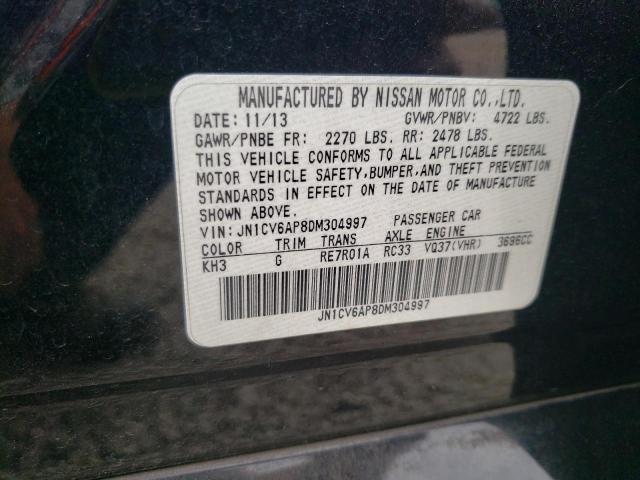 MANUFACTURED BY NISSAN MOTOR CO.,LTD.
DATE: 11/13 GVWR/PNBV: 4722 LBS.
GAWR/PNBE FR: 2270 LBS. RR: 2478 LBS.
THIS VEHICLE CONFORMS TO ALL APPLICABLE FEDERAL
MOTOR VEHICLE SAFETY,BUMPER,AND THEFT PREVENTION
STANDARDS IN EFFECT ON THE DATE OF MANUFACTURE
SHOWN ABOVE.
VIN: JN1CV6AP8DM304997 PASSENGER CAR
COLOR TRIM TRANS AXLE ENGINE
KH3 G RE7R01A RC33 VQ37(VHR) 3696CC
JN1CV6AP8DM304997